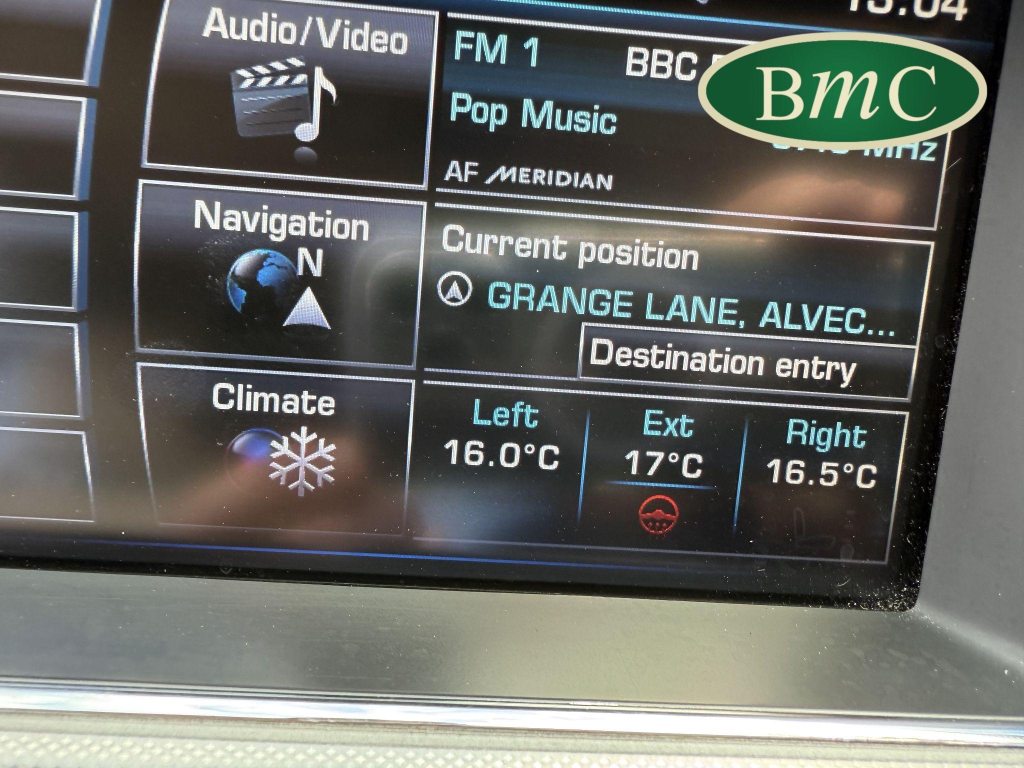 Audio/Video
FM 1
BBC
BMC
Pop Music
MHz
AF MERIDIAN
Navigation
N
Current position
GRANGE LANE, ALVEC...
Destination entry
Climate
Left
Ext
Right
16.0°C
17°C
16.5°C